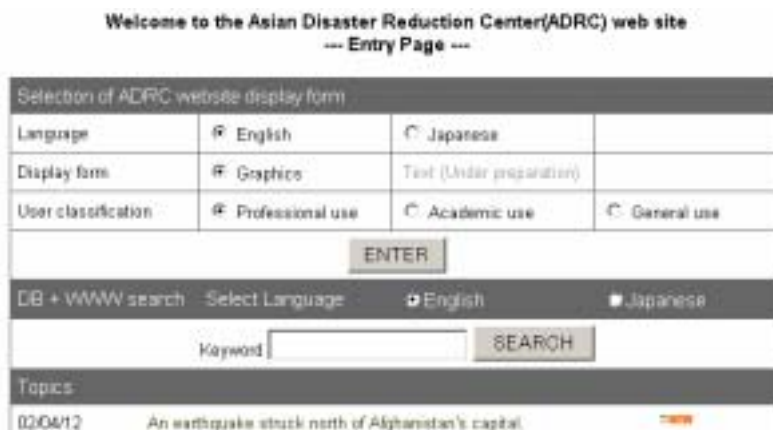 Welcome to the Asian Disaster Reduction Center(ADRC) web site
--- Entry Page ---
Selection of ADRC website display form
Language English Japanese
Display form Graphics Text (Under preparation)
User classification Professional use Academic use General use
ENTER
DB + WWW search Select Language English Japanese
Keyword SEARCH
Topics
02/04/12 An earthquake struck north of Afghanistan's capital.